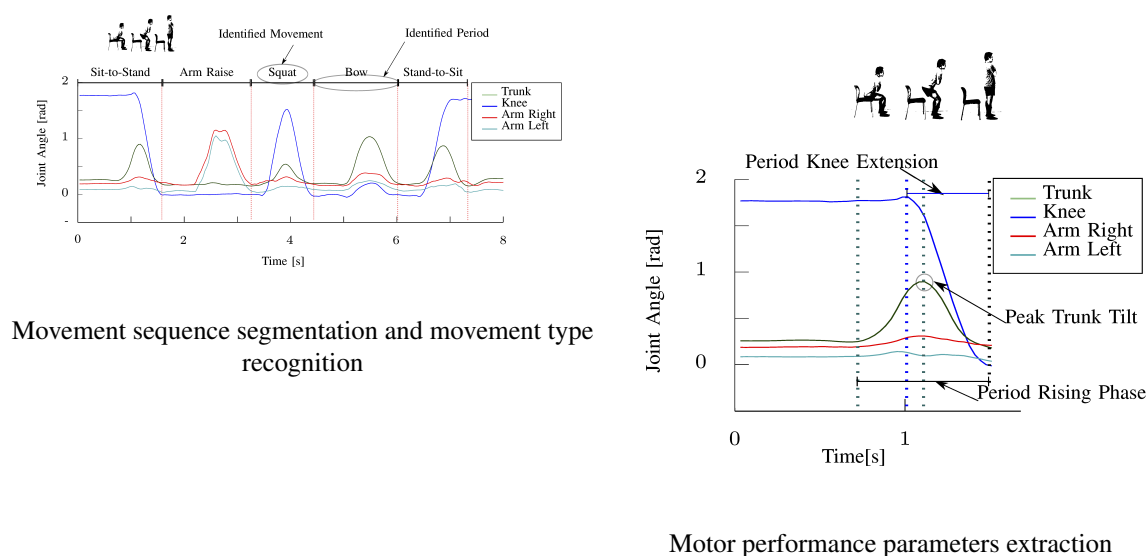 Identified Movement
Identified Period
Sit-to-Stand Arm Raise Squat Bow Stand-to-Sit
2
1
0
-
Joint Angle [rad]
Trunk
Knee
Arm Right
Arm Left
0 2 4 6 8
Time [s]
Movement sequence segmentation and movement type
recognition
Period Knee Extension
2
1
0
Joint Angle [rad]
Trunk
Knee
Arm Right
Arm Left
Peak Trunk Tilt
Period Rising Phase
0 1
Time[s]
Motor performance parameters extraction